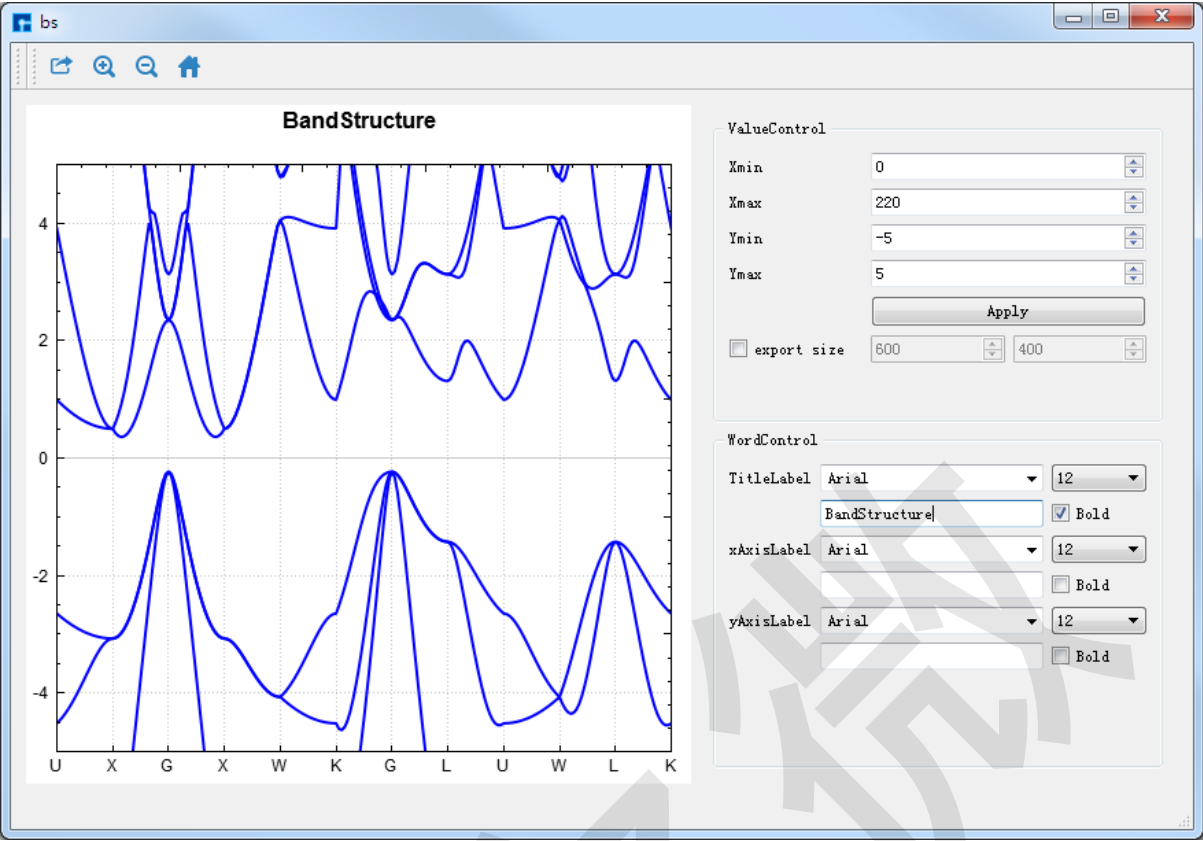 bs
BandStructure
4
2
0
-2
-4
U X G X W K G L U W L K
ValueControl
Xmin 0
Xmax 220
Ymin -5
Ymax 5
Apply
export size 600 400
WordControl
TitleLabel Arial 12
BandStructure Bold
xAxisLabel Arial 12
Bold
yAxisLabel Arial 12
Bold